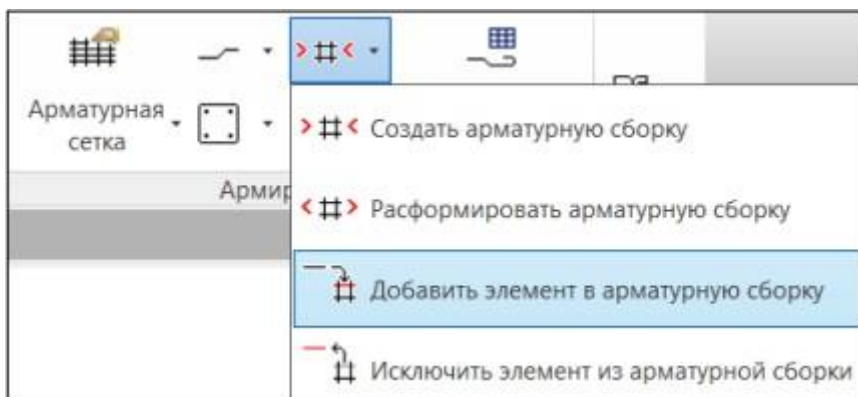 Арматурная
сетка
Армир
Создать арматурную сборку
Расформировать арматурную сборку
Добавить элемент в арматурную сборку
Исключить элемент из арматурной сборки